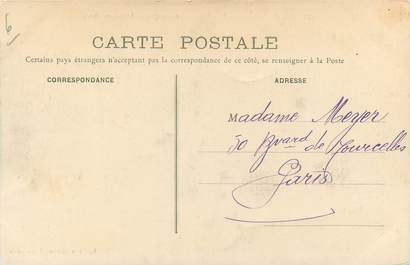 6
CARTE POSTALE
Certains pays étrangers n'acceptant pas la correspondance de ce côté, se renseigner à la Poste
CORRESPONDANCE
ADRESSE
Madame Meyer
50 Bvard de Courcelles
Paris